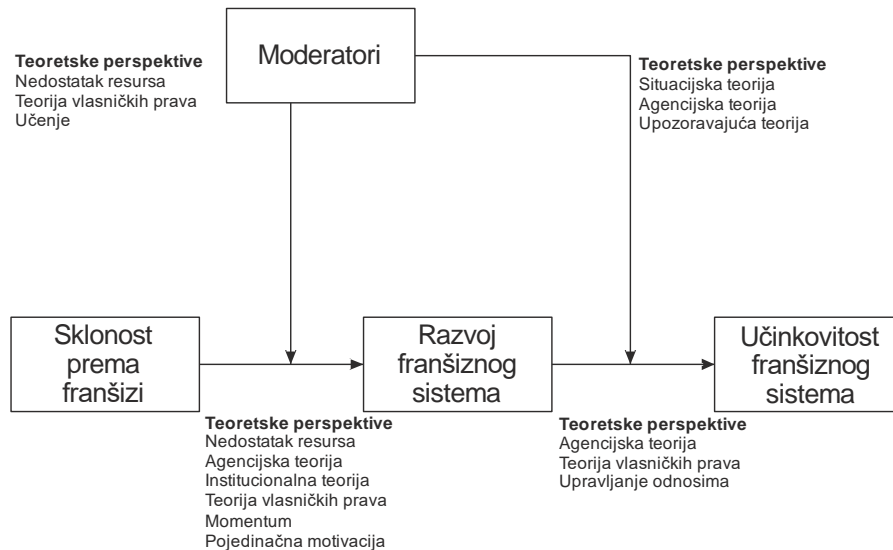 Moderatori
Teoretske perspektive
Nedostatak resursa
Teorija vlasničkih prava
Učenje
Teoretske perspektive
Situacijska teorija
Agencijska teorija
Upozoravajuća teorija
Sklonost
prema
franšizi
Razvoj
franšiznog
sistema
Učinkovitost
franšiznog
sistema
Teoretske perspektive
Nedostatak resursa
Agencijska teorija
Institucionalna teorija
Teorija vlasničkih prava
Momentum
Pojedinačna motivacija
Teoretske perspektive
Agencijska teorija
Teorija vlasničkih prava
Upravljanje odnosima